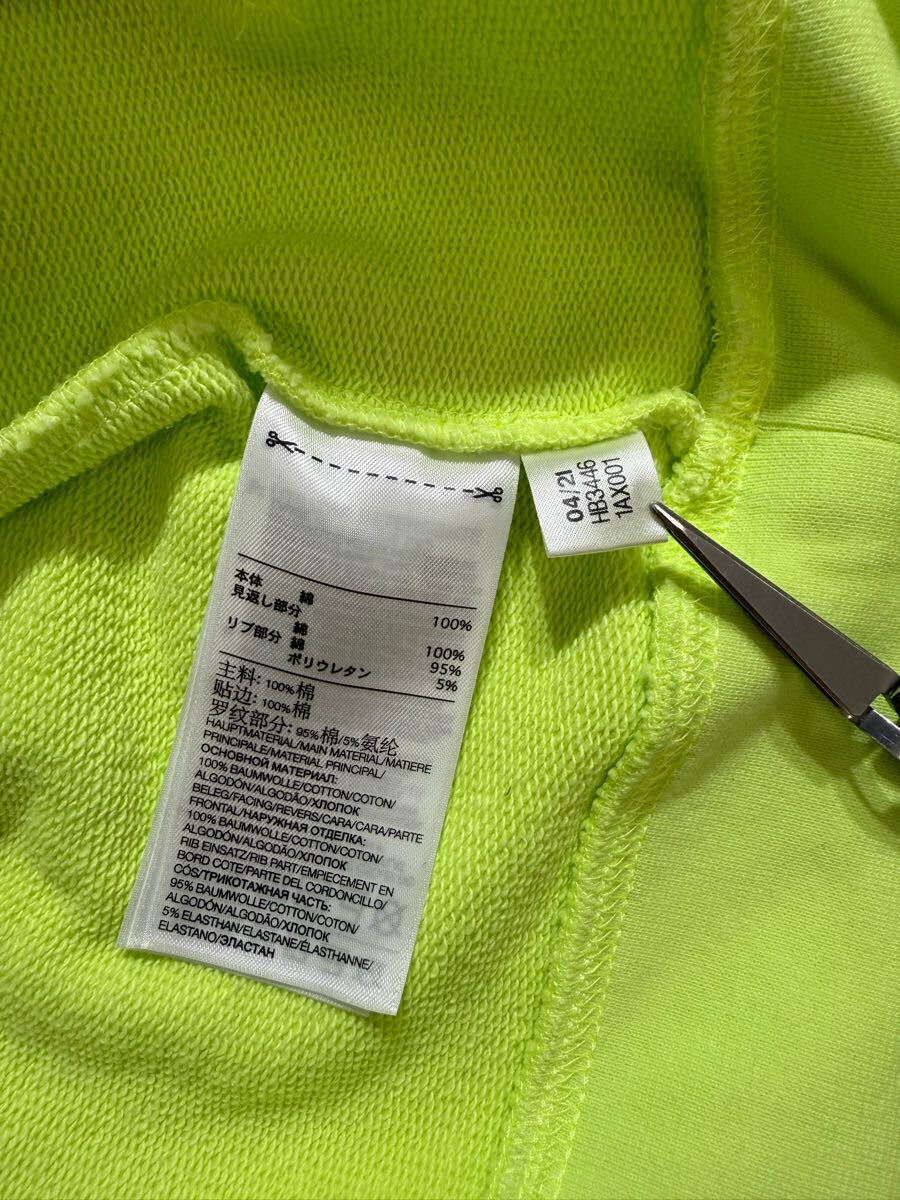 本体
綿
100%
見返し部分
綿
100%
リブ部分
綿
95%
ポリウレタン
5%
主料: 100%棉
贴边: 100%棉
罗纹部分: 95%棉/5%氨纶
HAUPTMATERIAL/MAIN MATERIAL/MATIERE
PRINCIPALE/MATERIAL PRINCIPAL/
ОСНОВНОЙ МАТЕРИАЛ:
100% BAUMWOLLE/COTTON/COTON/
ALGODÓN/ALGODÃO/ХЛОПОК
BELEG/FACING/REVERS/CARA/CARA/PARTE
FRONTAL/НАРУЖНАЯ ОТДЕЛКА:
100% BAUMWOLLE/COTTON/COTON/
ALGODÓN/ALGODÃO/ХЛОПОК
RIB EINSATZ/RIB PART/EMPIECEMENT EN
BORD COTE/PARTE DEL CORDONCILLO/
CÓS/ТРИКОТАЖНАЯ ЧАСТЬ:
95% BAUMWOLLE/COTTON/COTON/
ALGODÓN/ALGODÃO/ХЛОПОК
5% ELASTHAN/ELASTANE/ÉLASTHANNE/
ELASTANO/ЭЛАСТАН
04/21
HB3446
1AX001